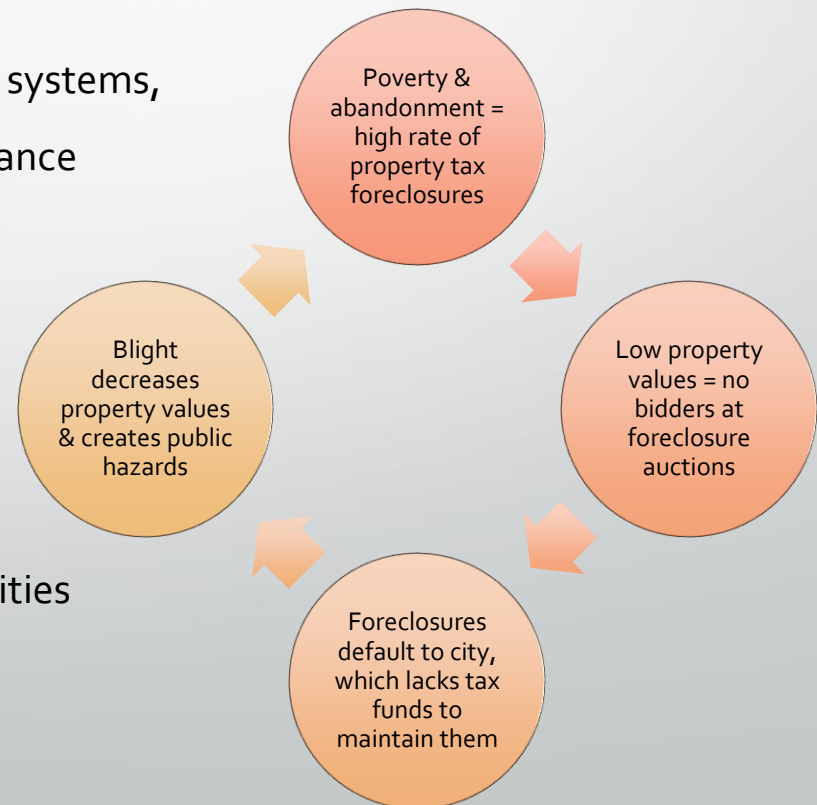 systems,
ance
ities
Poverty &
abandonment =
high rate of
property tax
foreclosures
Low property
values = no
bidders at
foreclosure
auctions
Foreclosures
default to city,
which lacks tax
funds to
maintain them
Blight
decreases
property values
& creates public
hazards